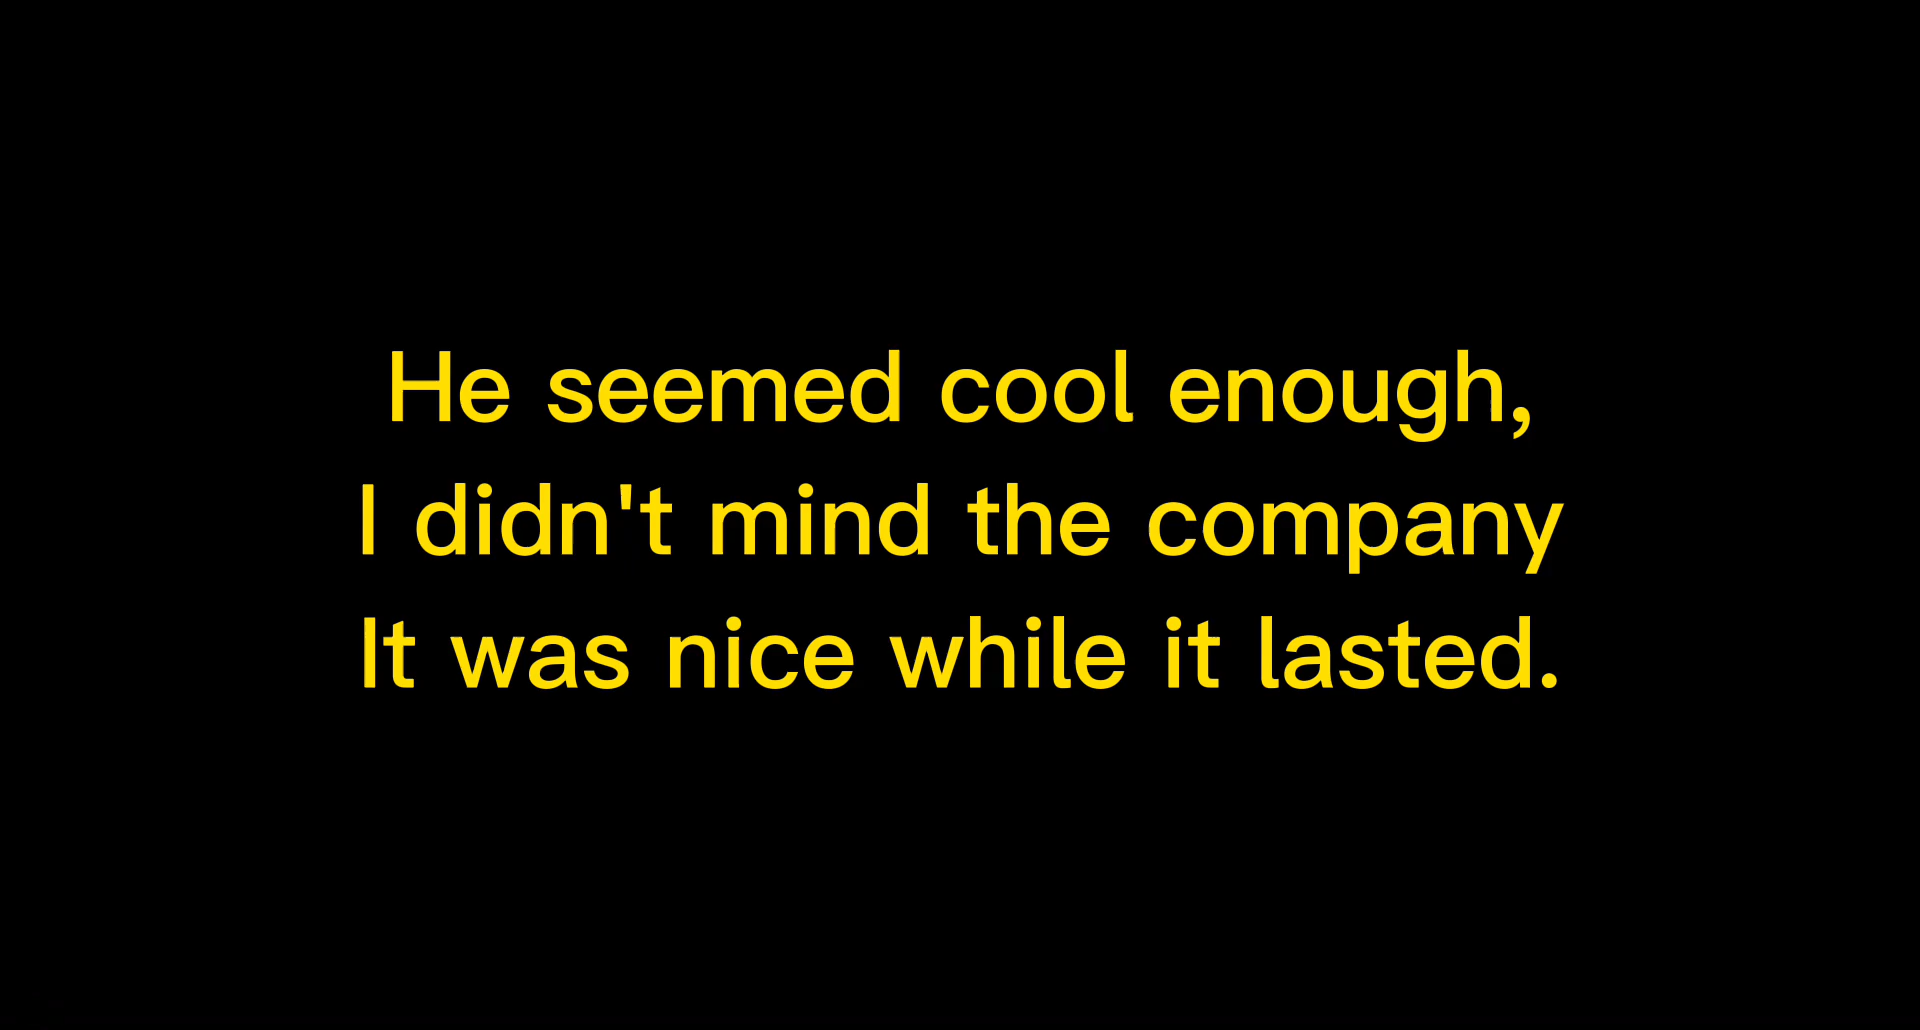 He seemed cool enough,
I didn't mind the company
It was nice while it lasted.